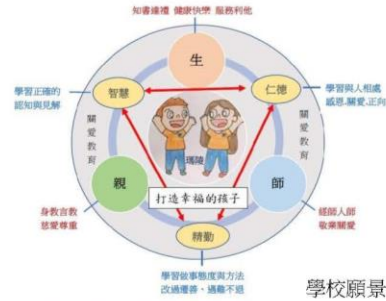 知書達禮 健康快樂 服務利他
生
智慧
仁德
學習正確的
認知與見解
學習與人相處
感恩.關愛.正向
關愛教育
關愛教育
瑪陵
親
師
打造幸福的孩子
身教言教
慈愛尊重
經師人師
敬業關愛
精勤
學習做事態度與方法
改過遷善、遇難不退
學校願景